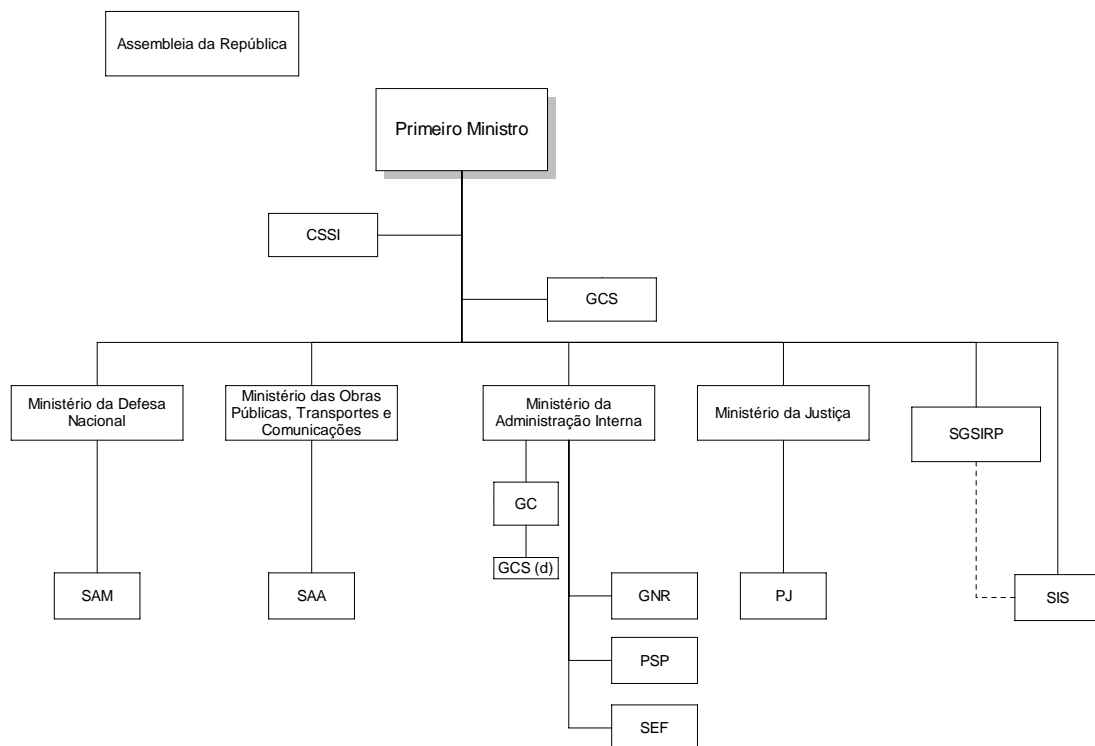 Assembleia da República
Primeiro Ministro
CSSI
GCS
Ministério da Defesa
Nacional
Ministério das Obras
Públicas, Transportes e
Comunicações
Ministério da
Administração Interna
Ministério da Justiça
SGSIRP
GC
GCS (d)
SAM
SAA
GNR
PJ
SIS
PSP
SEF